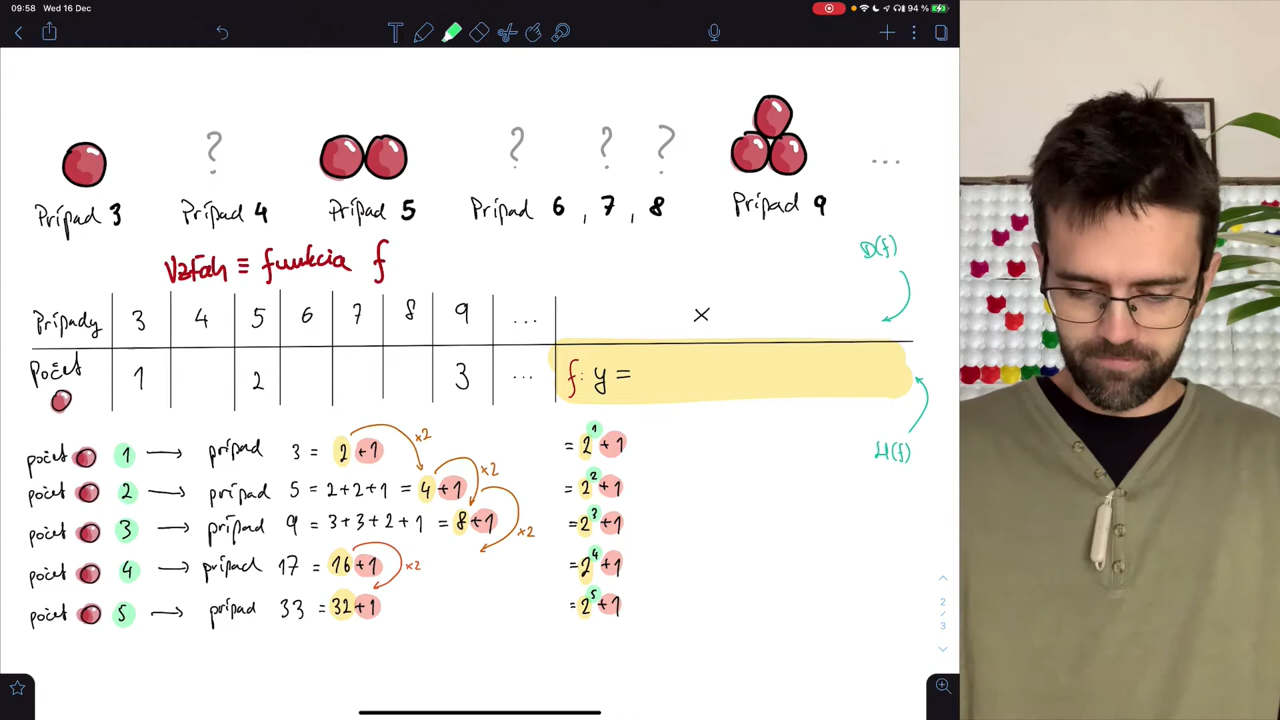 09:58 Wed 16 Dec
94 %
T
? ? ? ? ...
Prípad 3 Prípad 4 Prípad 5 Prípad 6 , 7 , 8 Prípad 9
Vzťah ≡ funkcia f
D(f)
Prípady 3 4 5 6 7 8 9 ... x
Počet 1 2 3 ... f: y =
H(f)
počet 1 → prípad 3 = 2+1 = 2¹+1
×2
počet 2 → prípad 5 = 2+2+1 = 4+1 = 2²+1
×2
počet 3 → prípad 9 = 3+3+2+1 = 8+1 = 2³+1
×2
počet 4 → prípad 17 = 16+1 = 2⁴+1
×2
počet 5 → prípad 33 = 32+1 = 2⁵+1
2
/
3